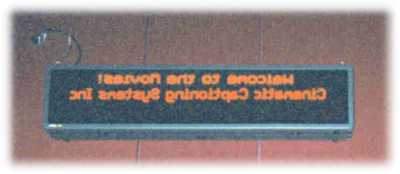 Welcome to the Movies!
Cinematic Captioning Systems Inc